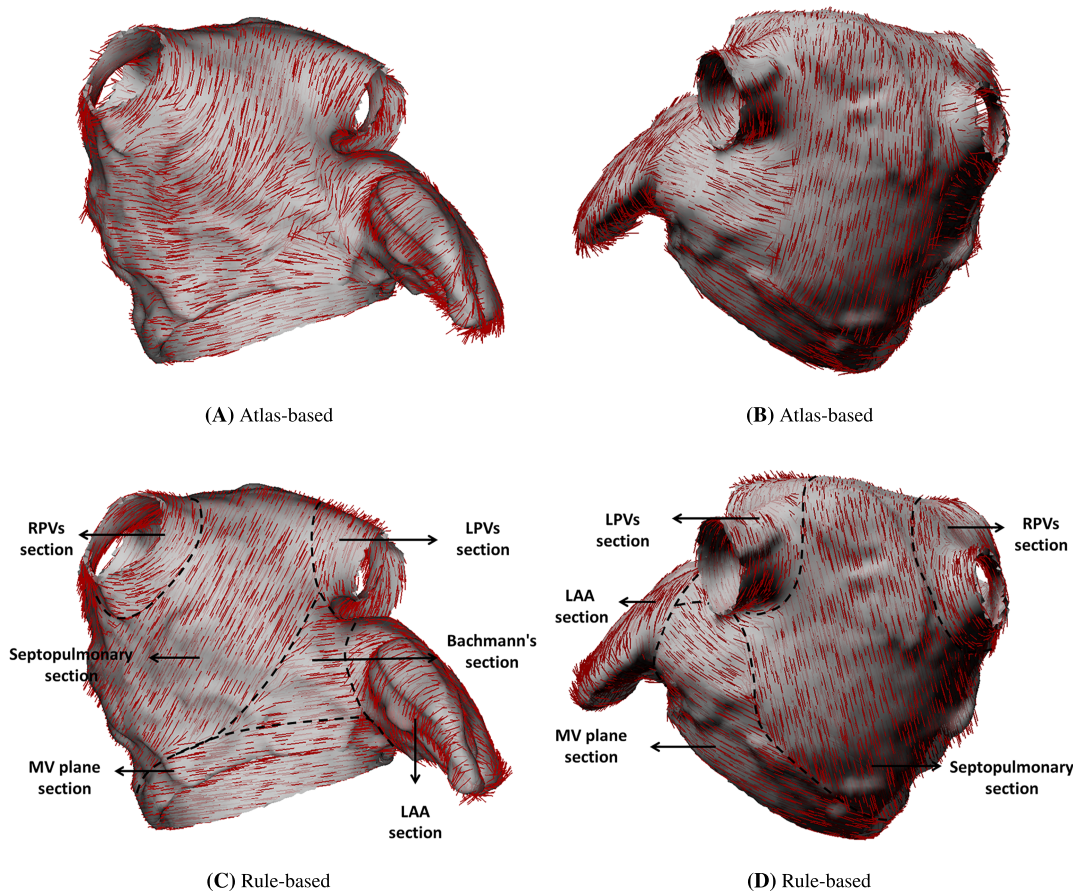 (A) Atlas-based
(B) Atlas-based
RPVs
section
LPVs
section
Septopulmonary
section
Bachmann's
section
MV plane
section
LAA
section
LPVs
section
RPVs
section
LAA
section
MV plane
section
Septopulmonary
section
(C) Rule-based
(D) Rule-based